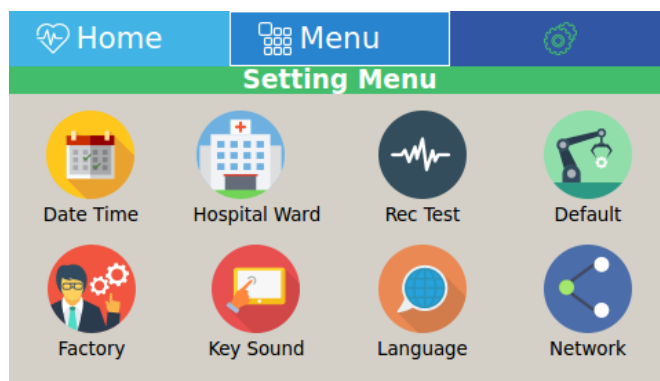 Home
Menu
Setting Menu
Date Time
Hospital Ward
Rec Test
Default
Factory
Key Sound
Language
Network